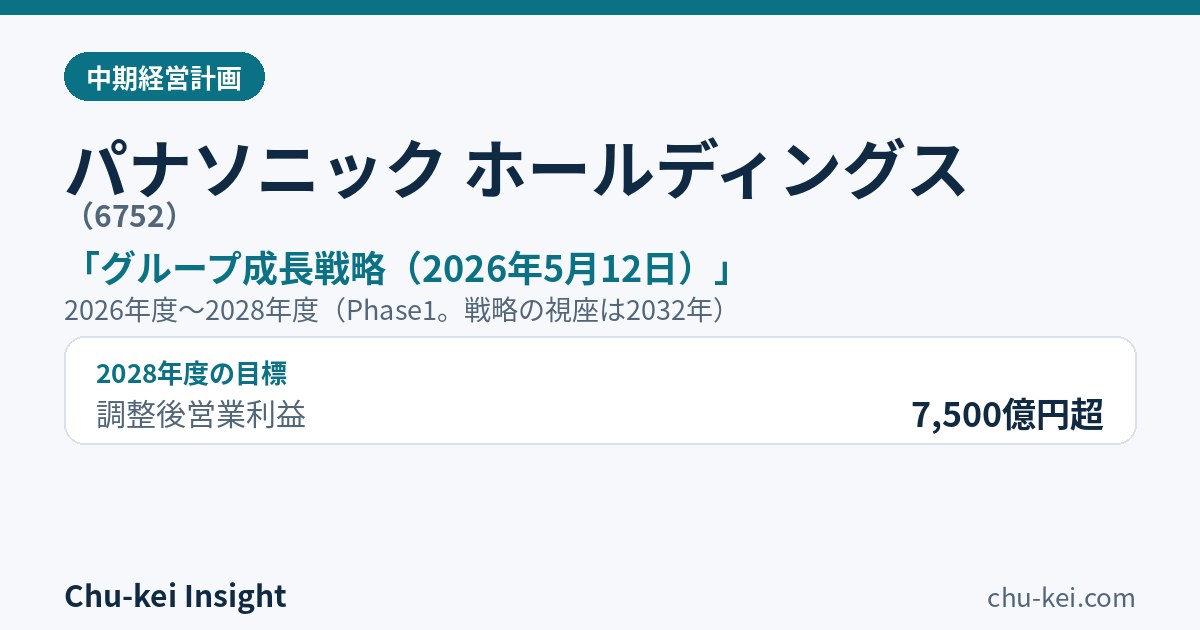 中期経営計画
パナソニック ホールディングス
（6752）
「グループ成長戦略（2026年5月12日）」
2026年度～2028年度（Phase1。戦略の視座は2032年）
2028年度の目標
調整後営業利益 7,500億円超
Chu-kei Insight chu-kei.com